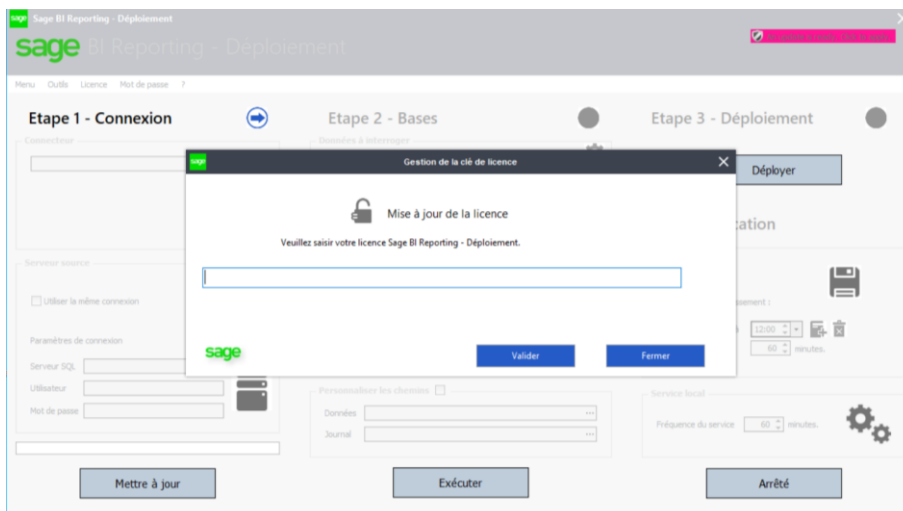 sage Sage BI Reporting - Déploiement
sage BI Reporting - Déploiement
Menu Outils Licence Mot de passe ?
Etape 1 - Connexion
Etape 2 - Bases
Etape 3 - Déploiement
Connecteur
Données à interroger
Déployer
sage Gestion de la clé de licence
Mise à jour de la licence
Veuillez saisir votre licence Sage BI Reporting - Déploiement.
sage
Valider
Fermer
Serveur source
Utiliser la même connexion
Paramètres de connexion
Serveur SQL
Utilisateur
Mot de passe
12:00
60 minutes.
Personnaliser les chemins
Données ...
Journal ...
Service local
Fréquence du service 60 minutes.
Mettre à jour
Exécuter
Arrêté